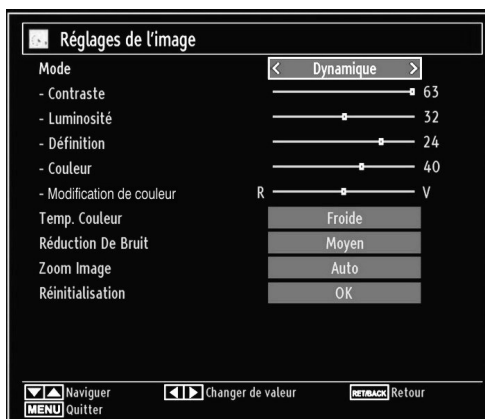 Réglages de l'image
Mode < Dynamique >
- Contraste 63
- Luminosité 32
- Définition 24
- Couleur 40
- Modification de couleur R V
Temp. Couleur Froide
Réduction De Bruit Moyen
Zoom Image Auto
Réinitialisation OK
Naviguer Changer de valeur RET/BACK Retour
MENU Quitter